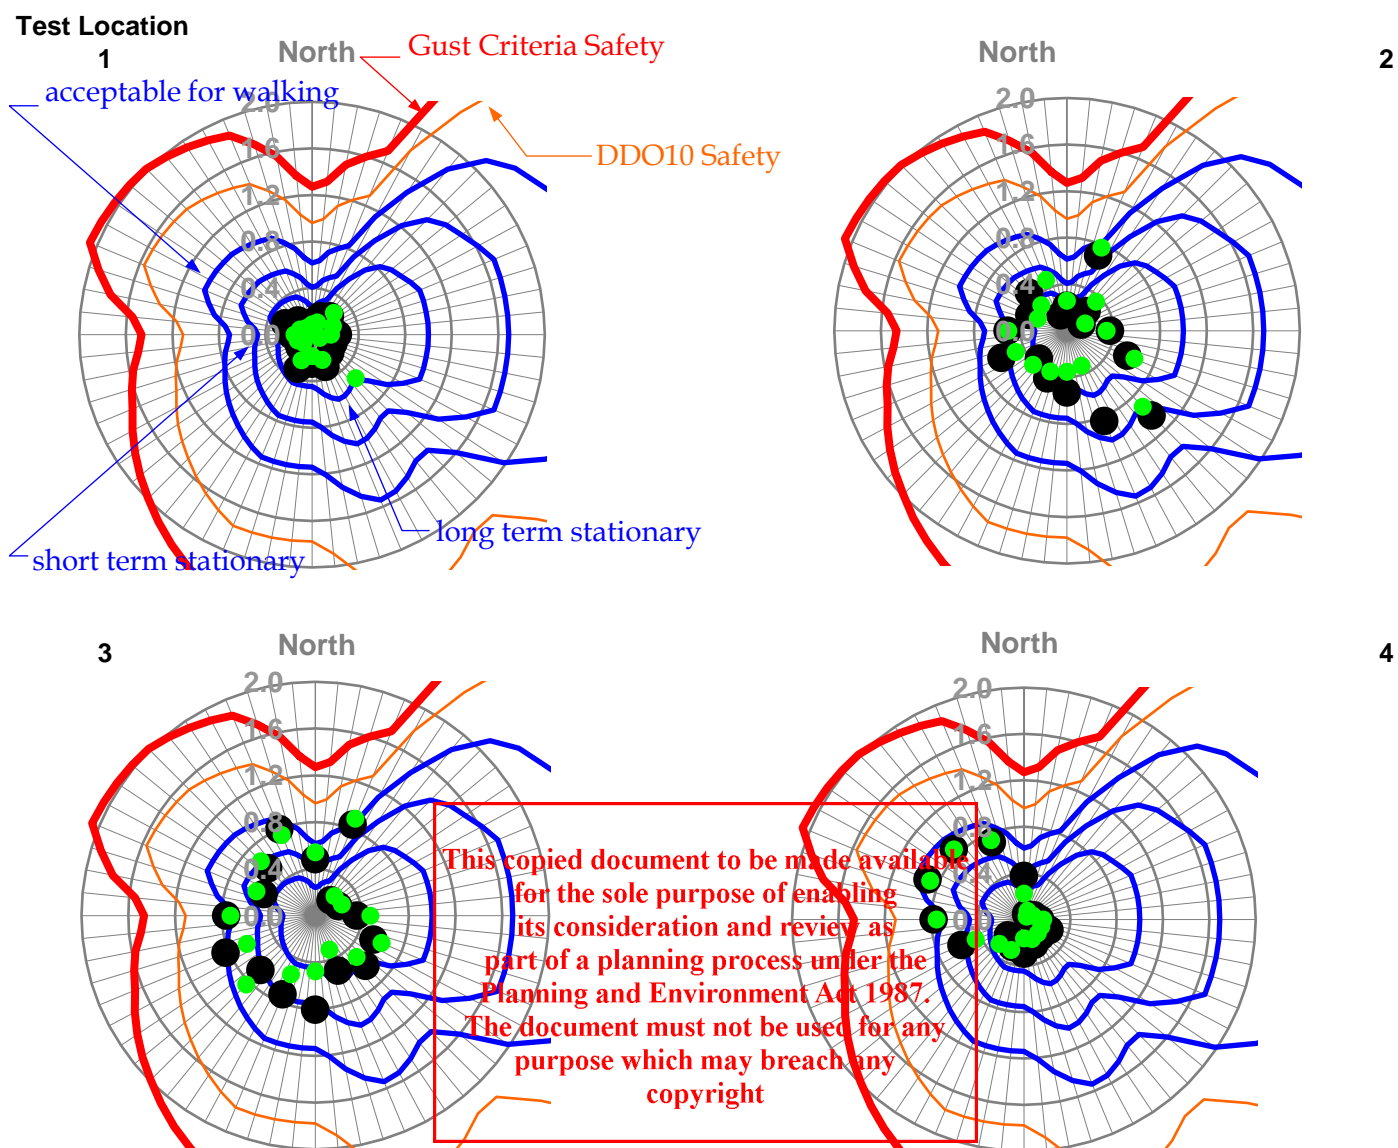 Test Location
1
North
Gust Criteria Safety
acceptable for walking
DDO10 Safety
2.0
1.6
1.2
0.8
0.4
0.0
short term stationary
long term stationary
2
North
2.0
1.6
1.2
0.8
0.4
0.0
3
North
2.0
1.6
1.2
0.8
0.4
0.0
4
North
2.0
1.6
1.2
0.8
0.4
0.0
This copied document to be made available
for the sole purpose of enabling
its consideration and review as
part of a planning process under the
Planning and Environment Act 1987.
The document must not be used for any
purpose which may breach any
copyright